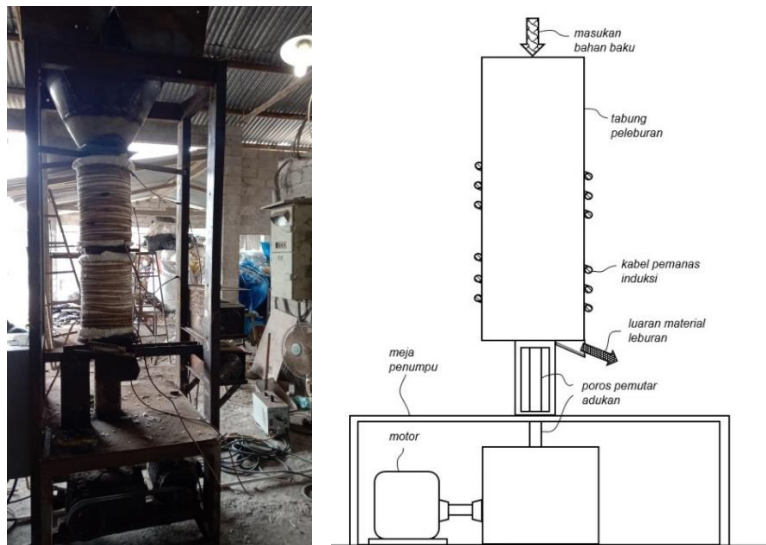 masukan
bahan baku
tabung
peleburan
kabel pemanas
induksi
luaran material
leburan
meja
penumpu
poros pemutar
adukan
motor